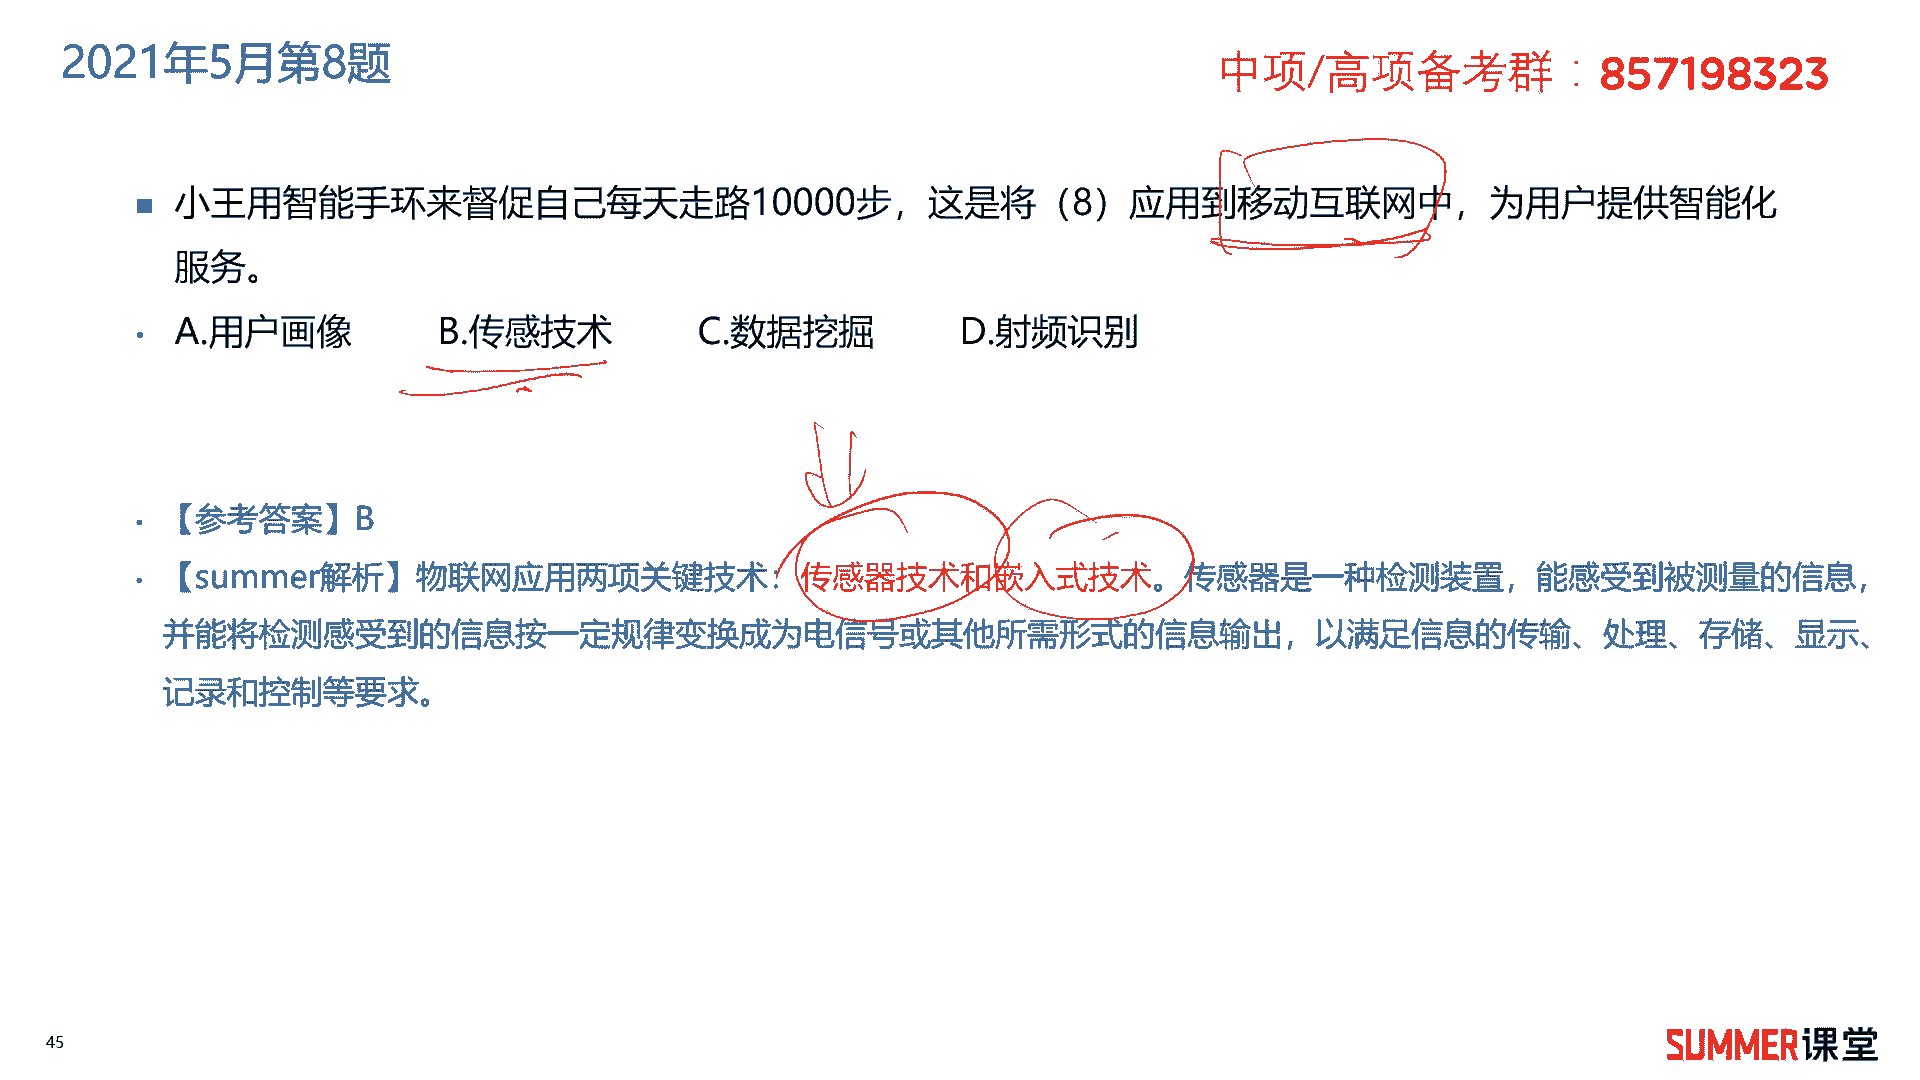 2021年5月第8题
中项/高项备考群：857198323
小王用智能手环来督促自己每天走路10000步，这是将（8）应用到移动互联网中，为用户提供智能化
服务。
A.用户画像 B.传感技术 C.数据挖掘 D.射频识别
【参考答案】B
【summer解析】物联网应用两项关键技术：传感器技术和嵌入式技术。传感器是一种检测装置，能感受到被测量的信息，
并能将检测感受到的信息按一定规律变换成为电信号或其他所需形式的信息输出，以满足信息的传输、处理、存储、显示、
记录和控制等要求。
45
SUMMER课堂